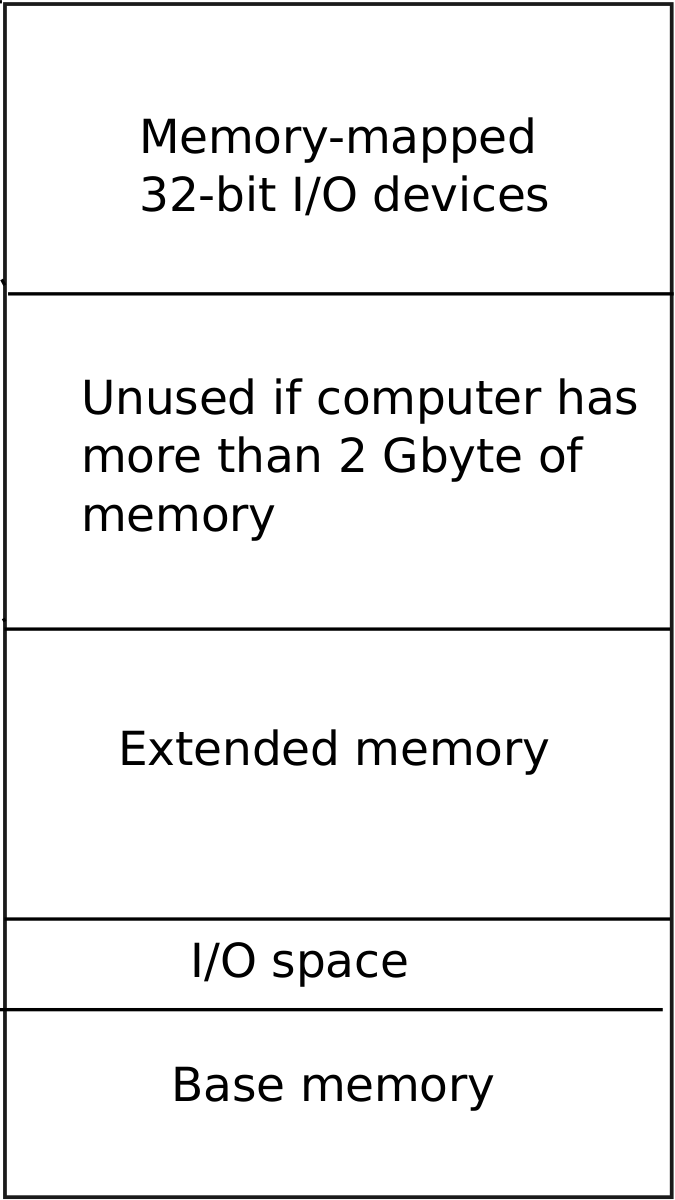 Memory-mapped
32-bit I/O devices
Unused if computer has
more than 2 Gbyte of
memory
Extended memory
I/O space
Base memory